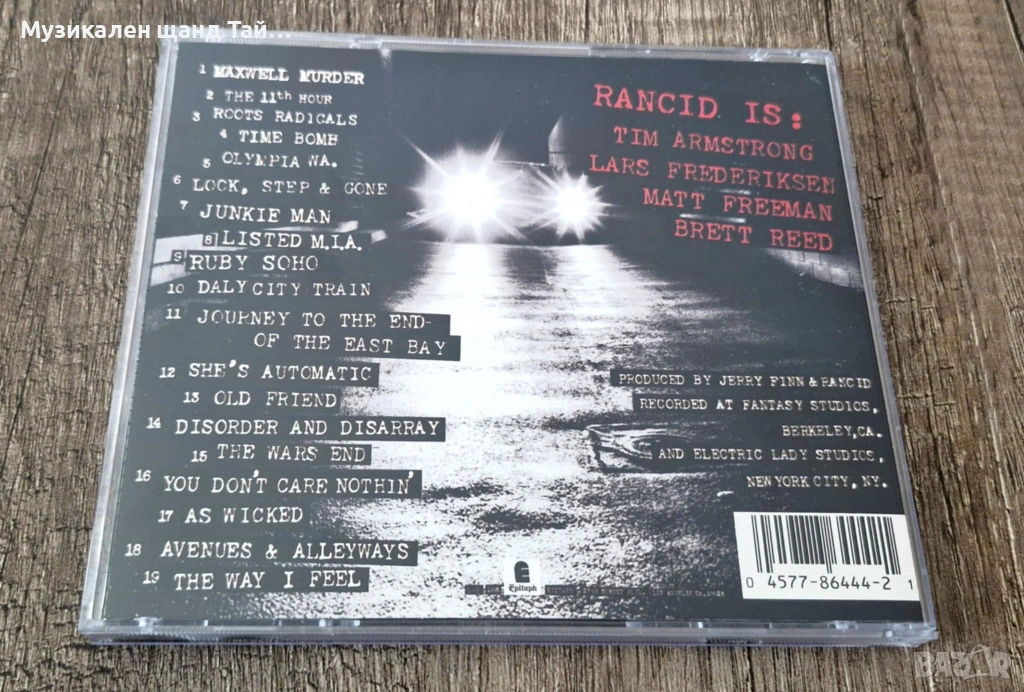 Музикален щанд Тай...
1 MAXWELL MURDER
2 THE 11th HOUR
3 ROOTS RADICALS
4 TIME BOMB
5 OLYMPIA WA.
6 LOCK, STEP & GONE
7 JUNKIE MAN
8 LISTED M.I.A.
9 RUBY SOHO
10 DALY CITY TRAIN
11 JOURNEY TO THE END-
OF THE EAST BAY
12 SHE'S AUTOMATIC
13 OLD FRIEND
14 DISORDER AND DISARRAY
15 THE WARS END
16 YOU DON'T CARE NOTHIN'
17 AS WICKED
18 AVENUES & ALLEYWAYS
19 THE WAY I FEEL
RANCID IS:
TIM ARMSTRONG
LARS FREDERIKSEN
MATT FREEMAN
BRETT REED
PRODUCED BY JERRY FINN & RANCID
RECORDED AT FANTASY STUDIOS,
BERKELEY, CA.
AND ELECTRIC LADY STUDIOS,
NEW YORK CITY, NY.
Epitaph
0 4577-86444-2 1
BAZAR